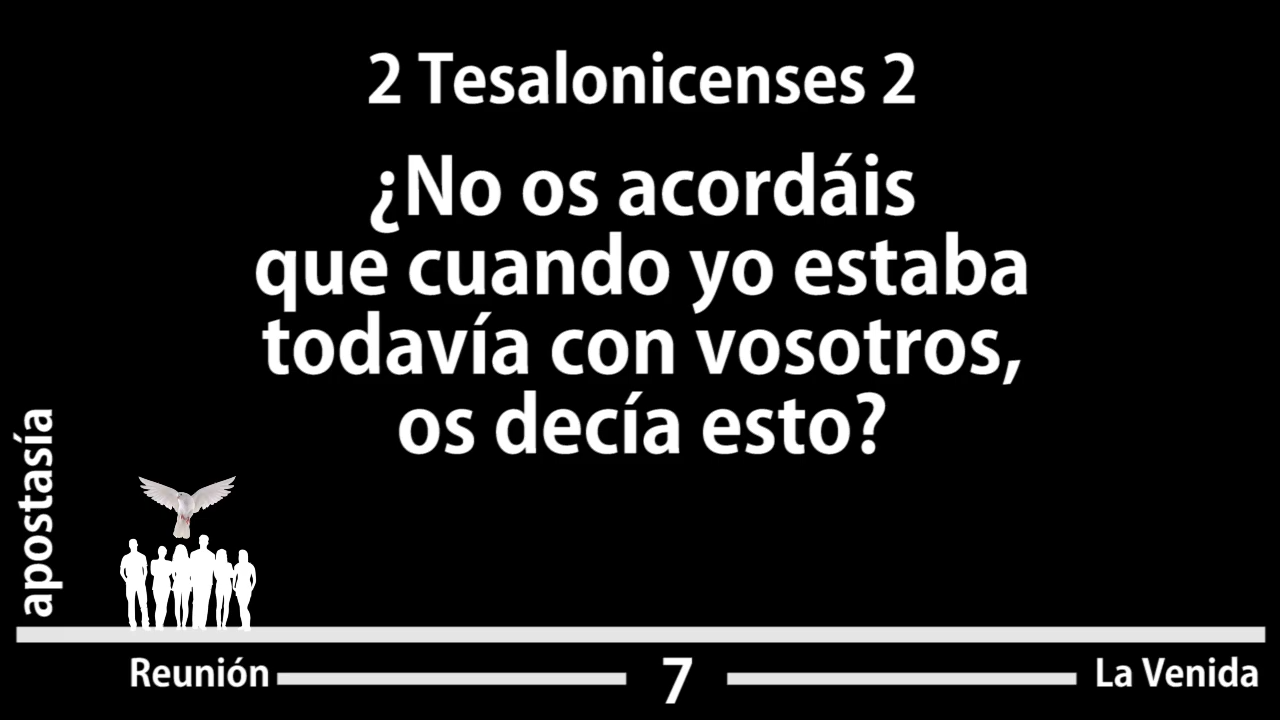 2 Tesalonicenses 2
¿No os acordáis
que cuando yo estaba
todavía con vosotros,
os decía esto?
apostasía
Reunión
7
La Venida